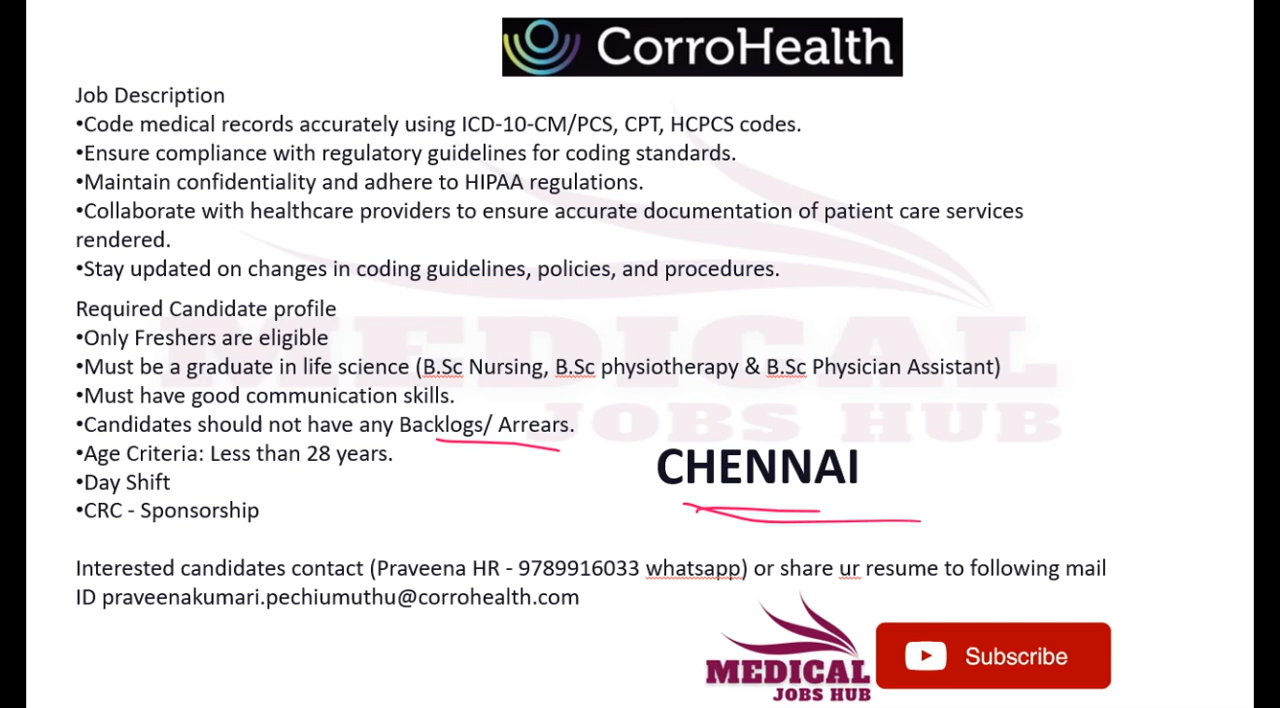 CorroHealth
Job Description
•Code medical records accurately using ICD-10-CM/PCS, CPT, HCPCS codes.
•Ensure compliance with regulatory guidelines for coding standards.
•Maintain confidentiality and adhere to HIPAA regulations.
•Collaborate with healthcare providers to ensure accurate documentation of patient care services
rendered.
•Stay updated on changes in coding guidelines, policies, and procedures.
Required Candidate profile
•Only Freshers are eligible
•Must be a graduate in life science (B.Sc Nursing, B.Sc physiotherapy & B.Sc Physician Assistant)
•Must have good communication skills.
•Candidates should not have any Backlogs/ Arrears.
•Age Criteria: Less than 28 years.
•Day Shift
•CRC - Sponsorship
CHENNAI
Interested candidates contact (Praveena HR - 9789916033 whatsapp) or share ur resume to following mail
ID praveenakumari.pechiumuthu@corrohealth.com
MEDICAL
JOBS HUB
MEDICAL
JOBS HUB
Subscribe